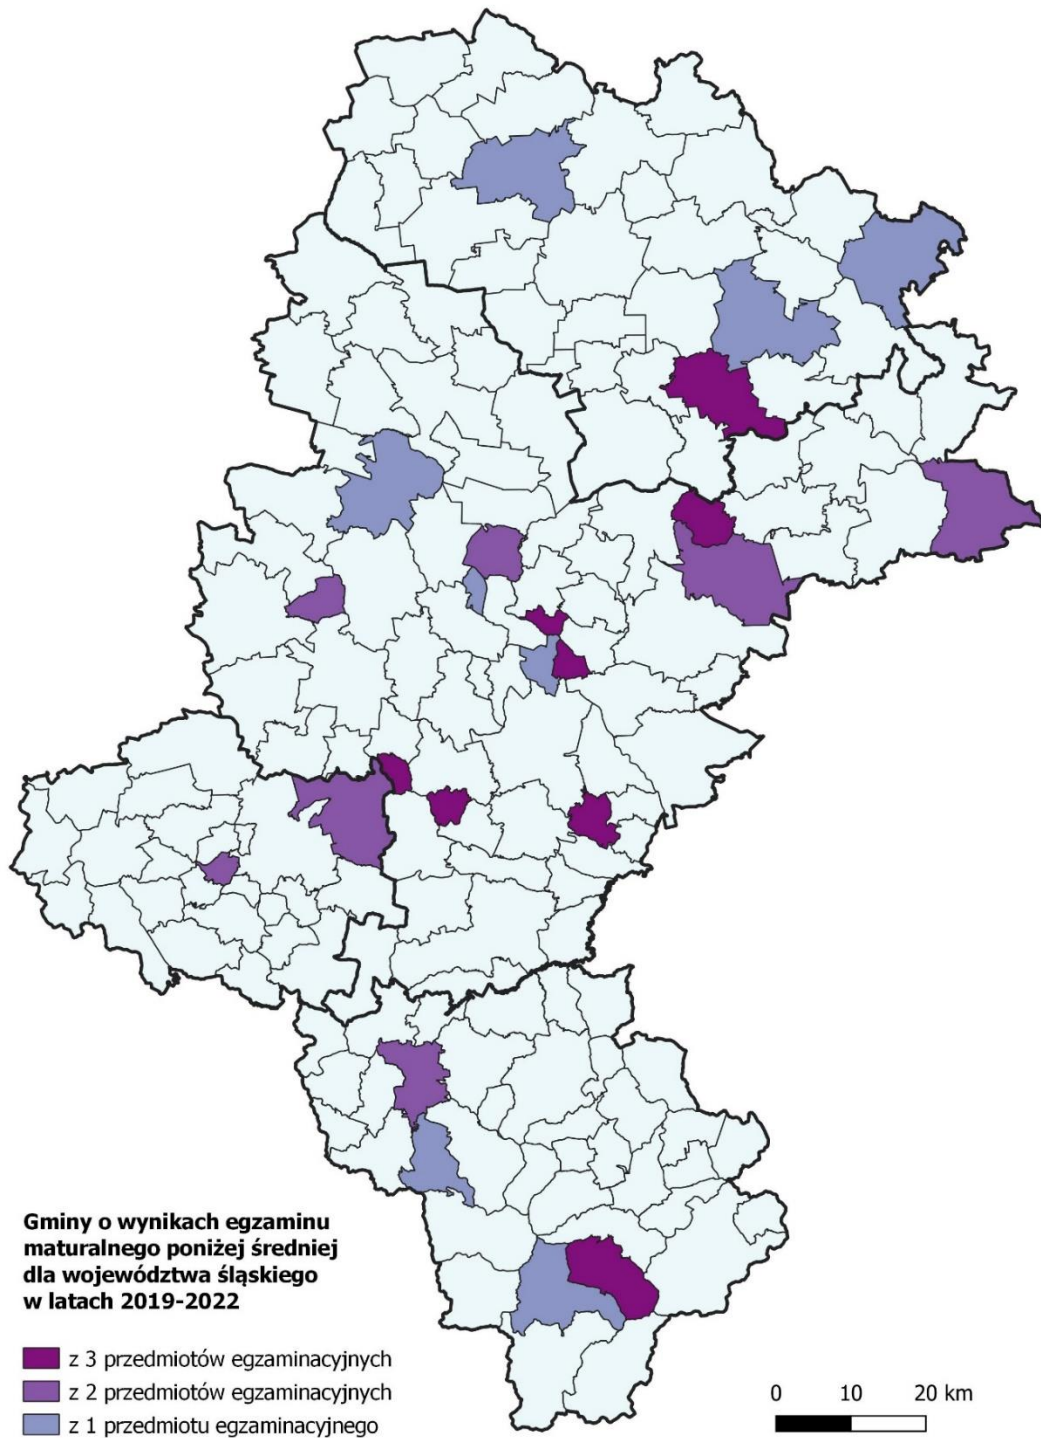 Gminy o wynikach egzaminu
maturalnego poniżej średniej
dla województwa śląskiego
w latach 2019-2022
z 3 przedmiotów egzaminacyjnych
z 2 przedmiotów egzaminacyjnych
z 1 przedmiotu egzaminacyjnego
0 10 20 km